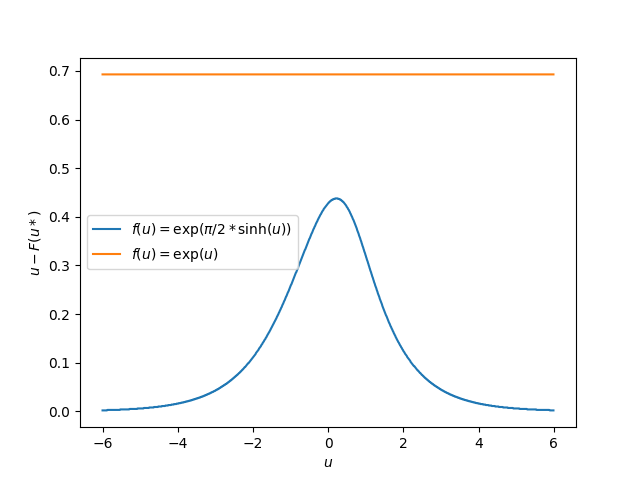 0.7
0.6
0.5
0.4
0.3
0.2
0.1
0.0
u − F(u*)
f(u) = exp(π/2 * sinh(u))
f(u) = exp(u)
−6 −4 −2 0 2 4 6
u